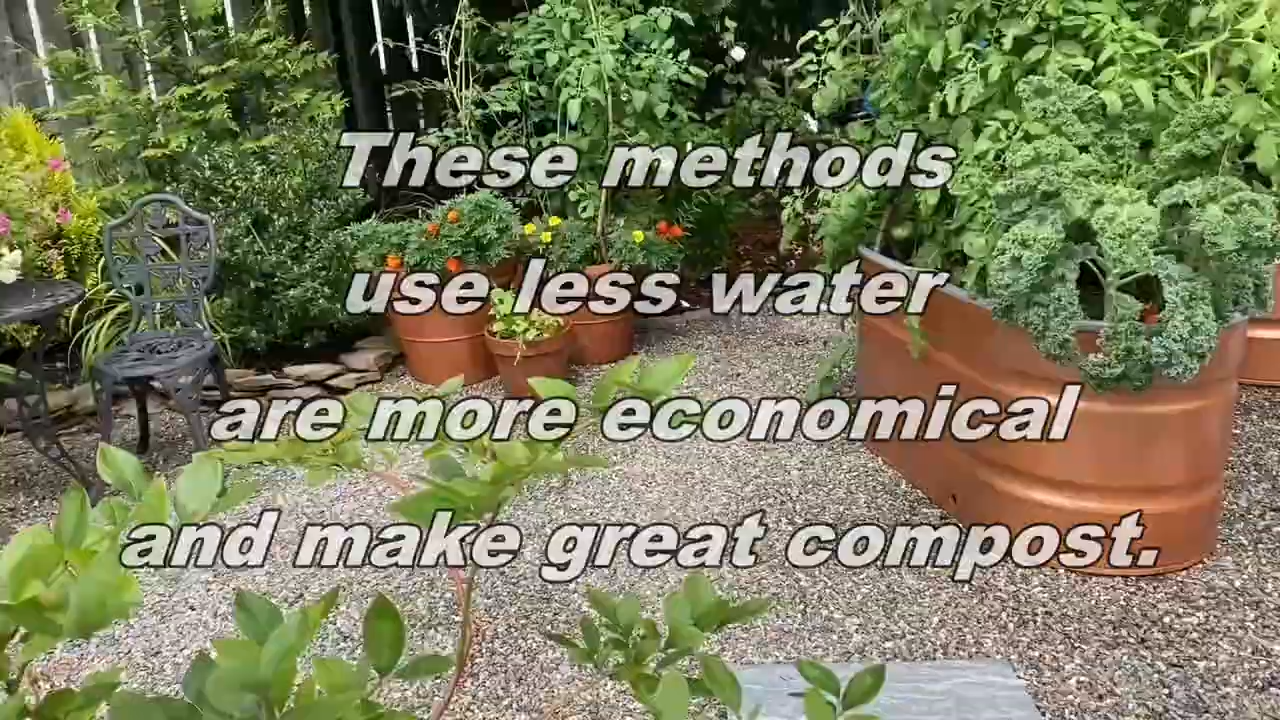 These methods
use less water
are more economical
and make great compost.